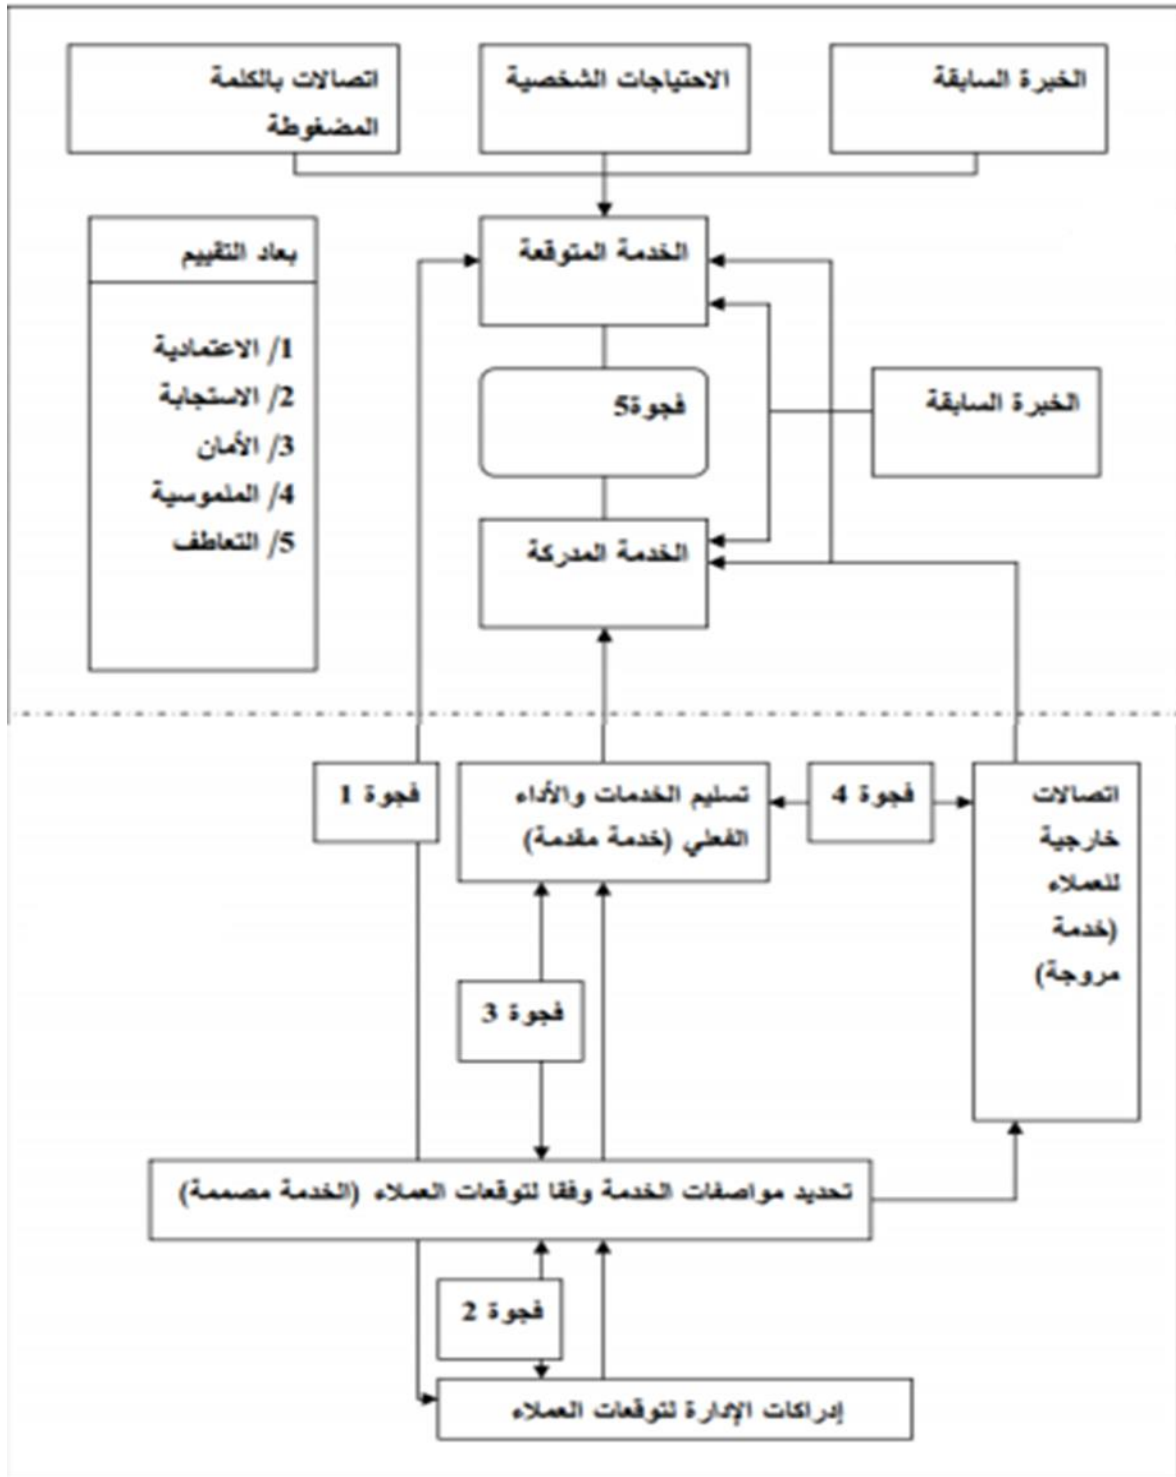 الخبرة السابقة
الاحتياجات الشخصية
اتصالات بالكلمة
المضغوطة
الخدمة المتوقعة
بعاد التقييم
1/ الاعتمادية
2/ الاستجابة
3/ الأمان
4/ الملموسية
5/ التعاطف
فجوة5
الخبرة السابقة
الخدمة المدركة
اتصالات
خارجية
للعملاء
(خدمة
مروجة)
فجوة 4
تسليم الخدمات والأداء
الفعلي (خدمة مقدمة)
فجوة 1
فجوة 3
تحديد مواصفات الخدمة وفقا لتوقعات العملاء (الخدمة مصممة)
فجوة 2
إدراكات الإدارة لتوقعات العملاء